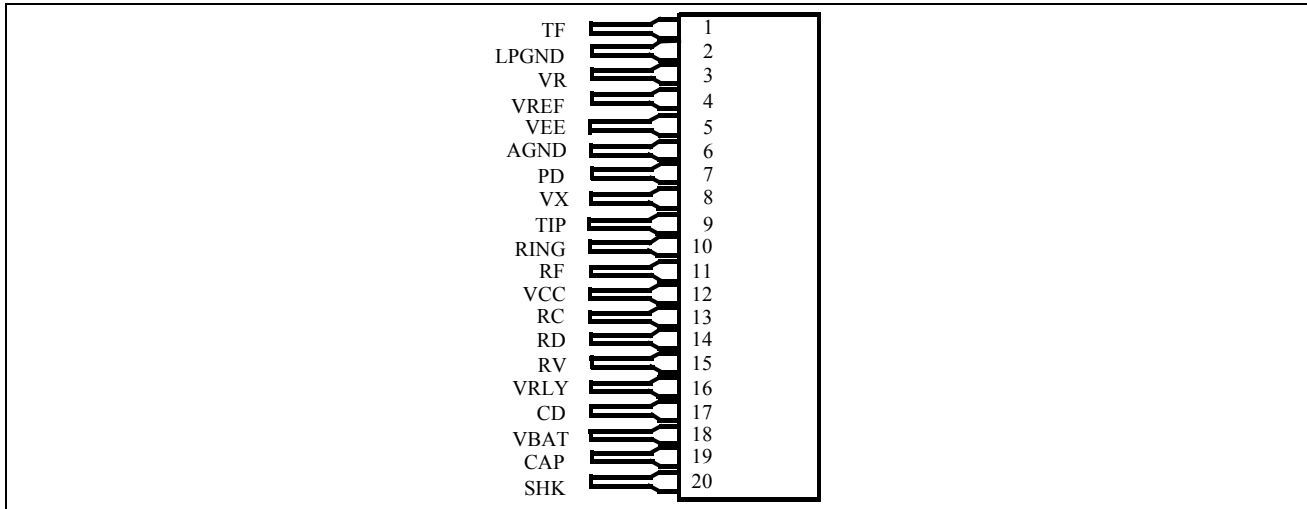 TF 1
LPGND 2
VR 3
VREF 4
VEE 5
AGND 6
PD 7
VX 8
TIP 9
RING 10
RF 11
VCC 12
RC 13
RD 14
RV 15
VRLY 16
CD 17
VBAT 18
CAP 19
SHK 20